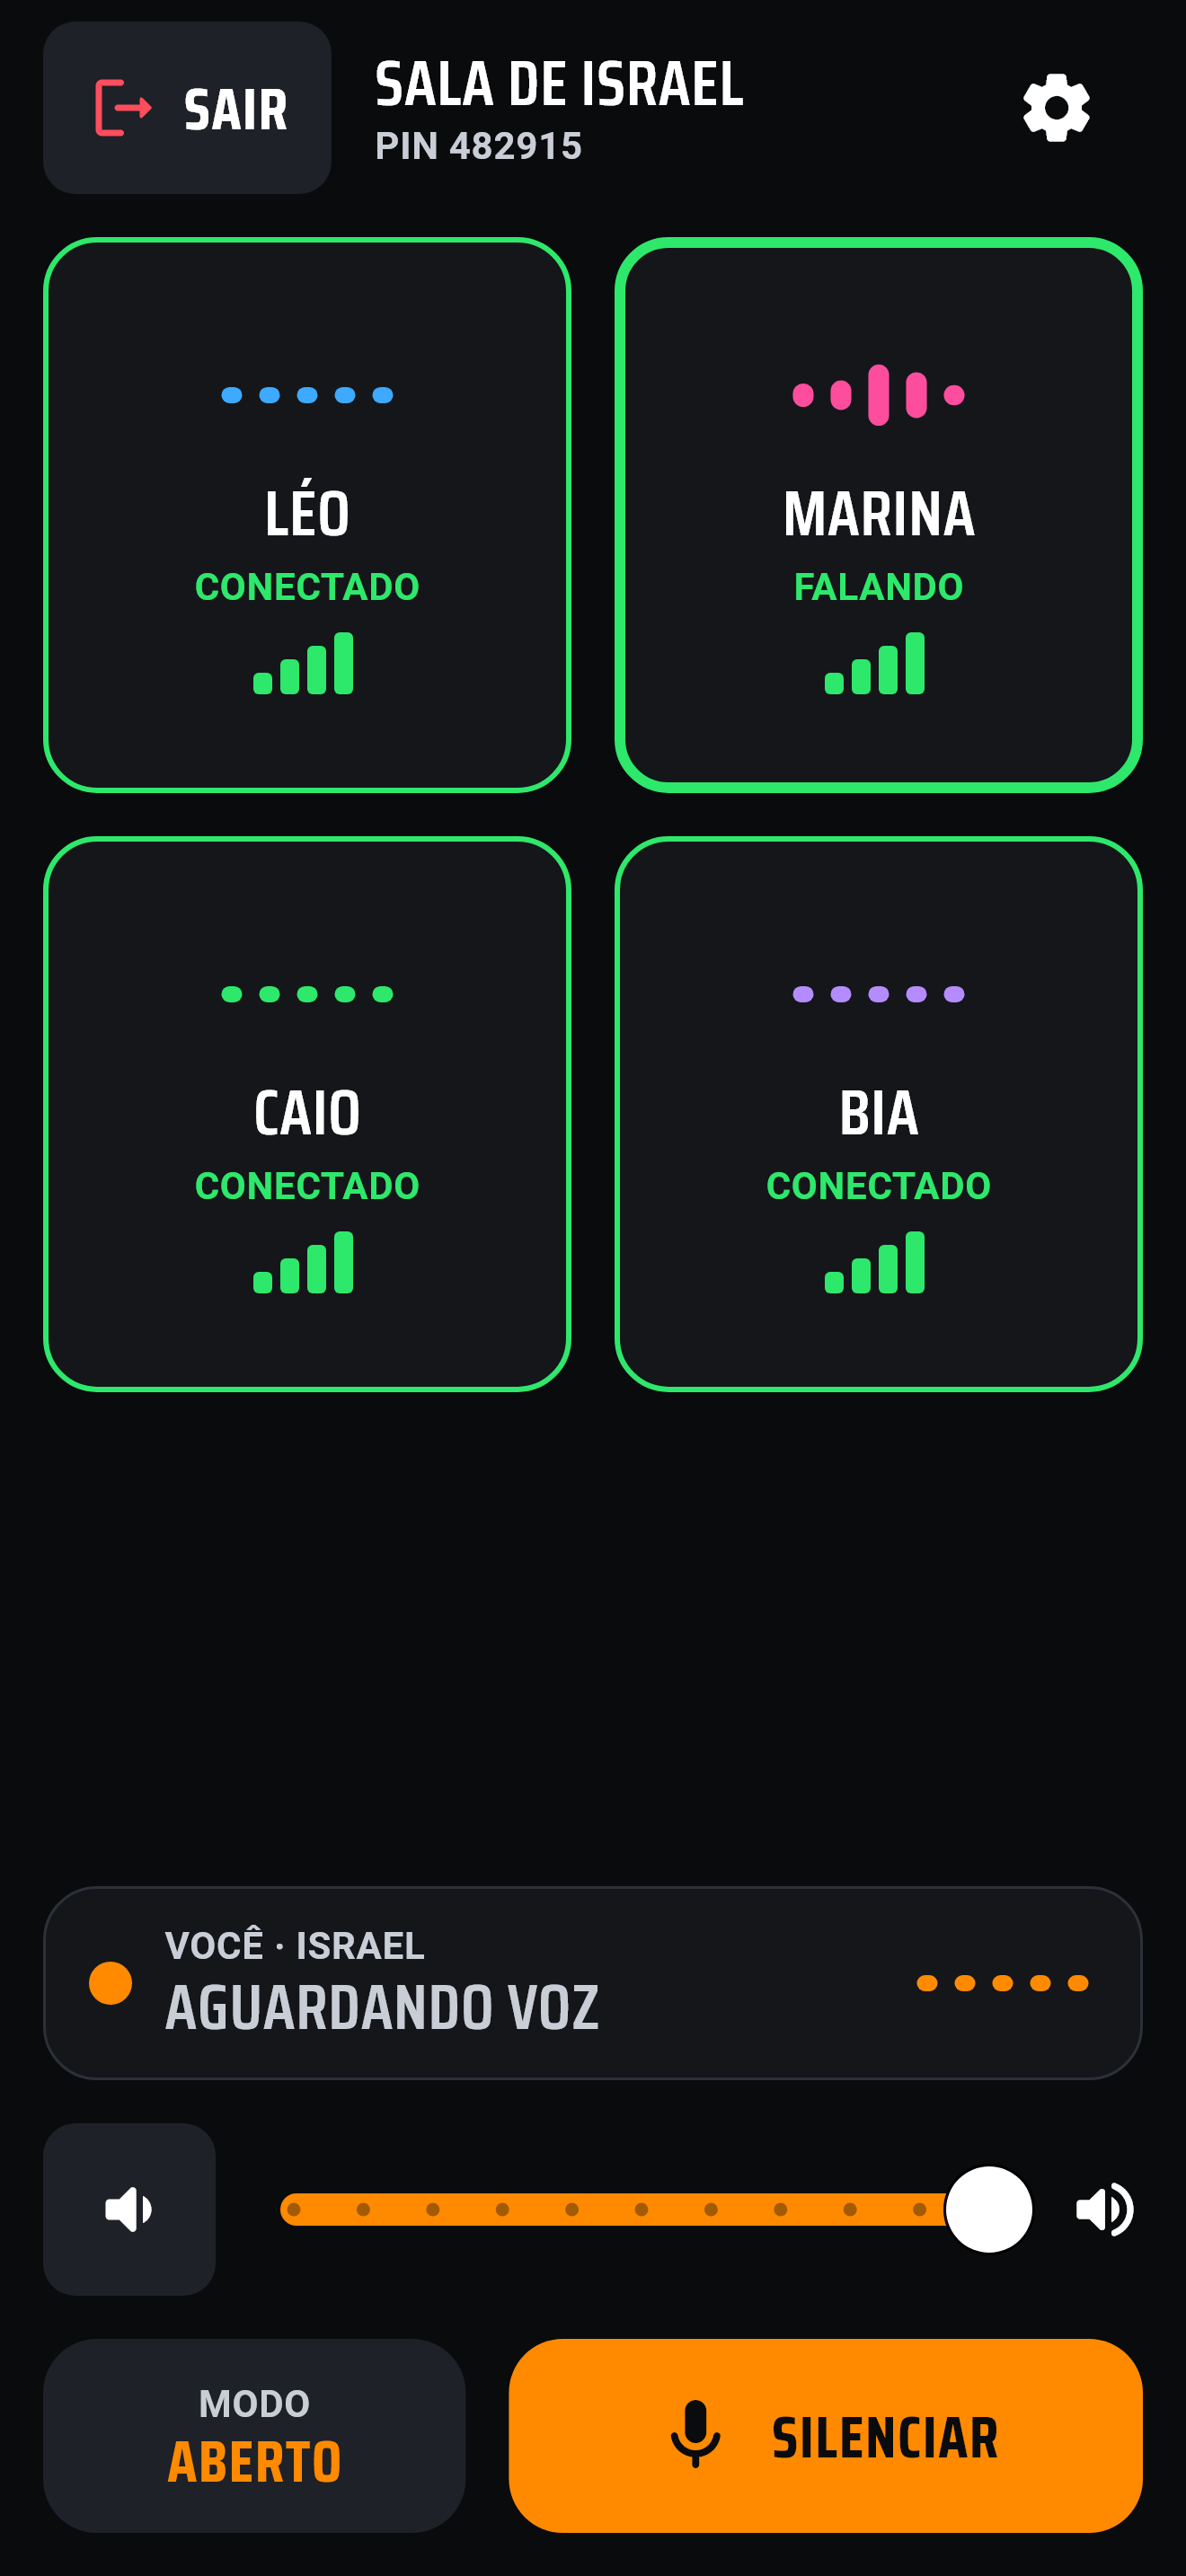 SAIR
SALA DE ISRAEL
PIN 482915
LÉO
CONECTADO
MARINA
FALANDO
CAIO
CONECTADO
BIA
CONECTADO
VOCÊ · ISRAEL
AGUARDANDO VOZ
MODO
ABERTO
SILENCIAR